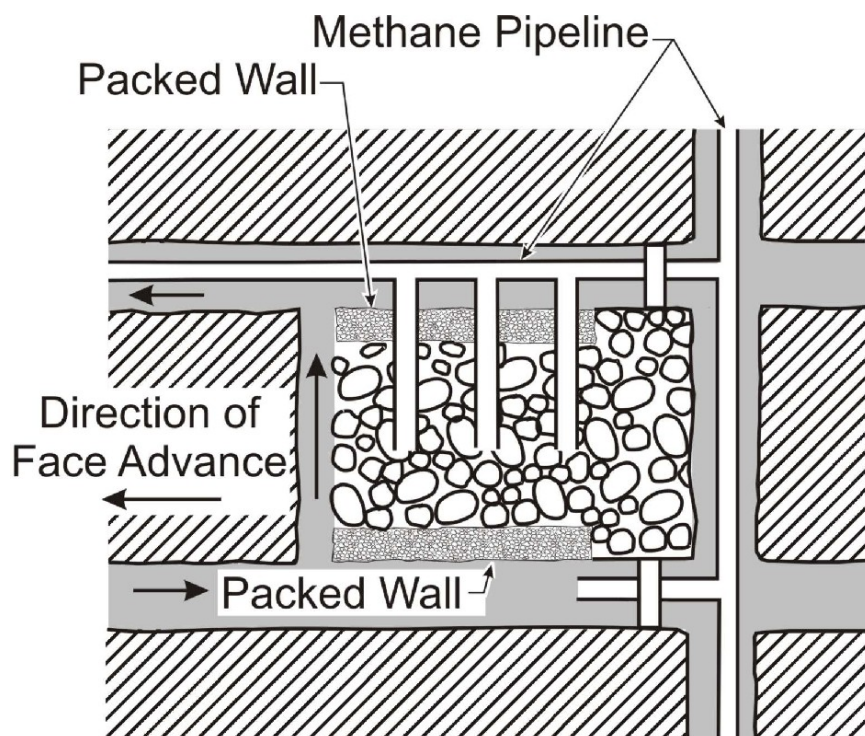 Methane Pipeline
Packed Wall
Direction of
Face Advance
Packed Wall